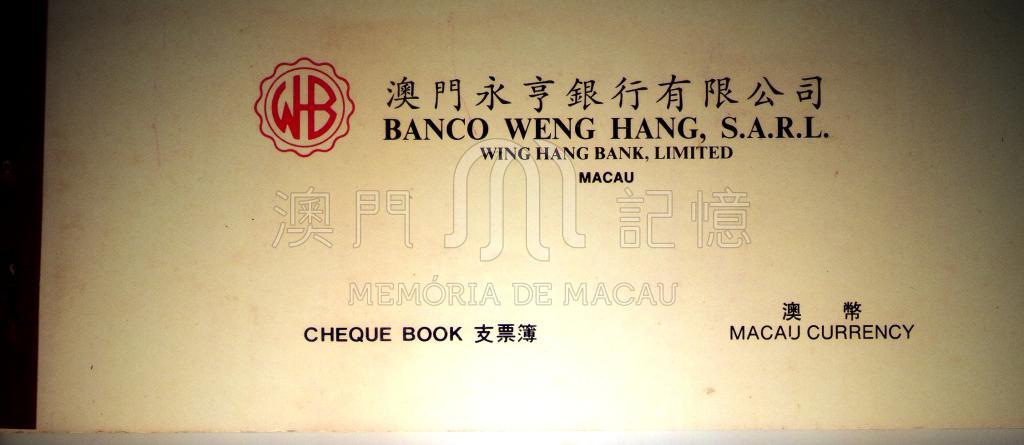 WHB
澳門永亨銀行有限公司
BANCO WENG HANG, S.A.R.L.
WING HANG BANK, LIMITED
MACAU
澳門 記憶
MEMÓRIA DE MACAU
CHEQUE BOOK 支票簿
澳 幣
MACAU CURRENCY